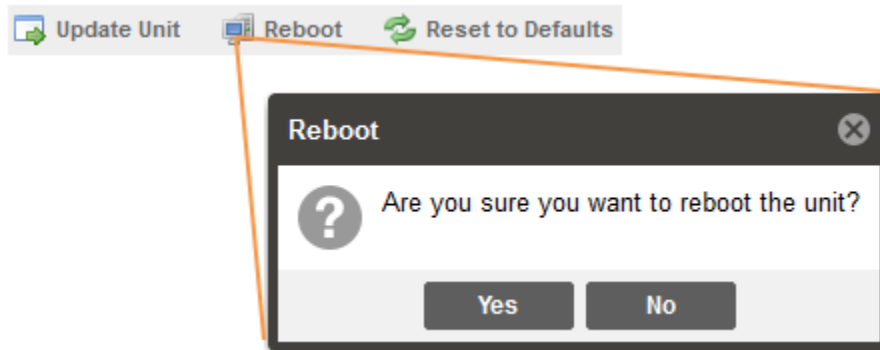 Update Unit Reboot Reset to Defaults
Reboot
Are you sure you want to reboot the unit?
Yes No